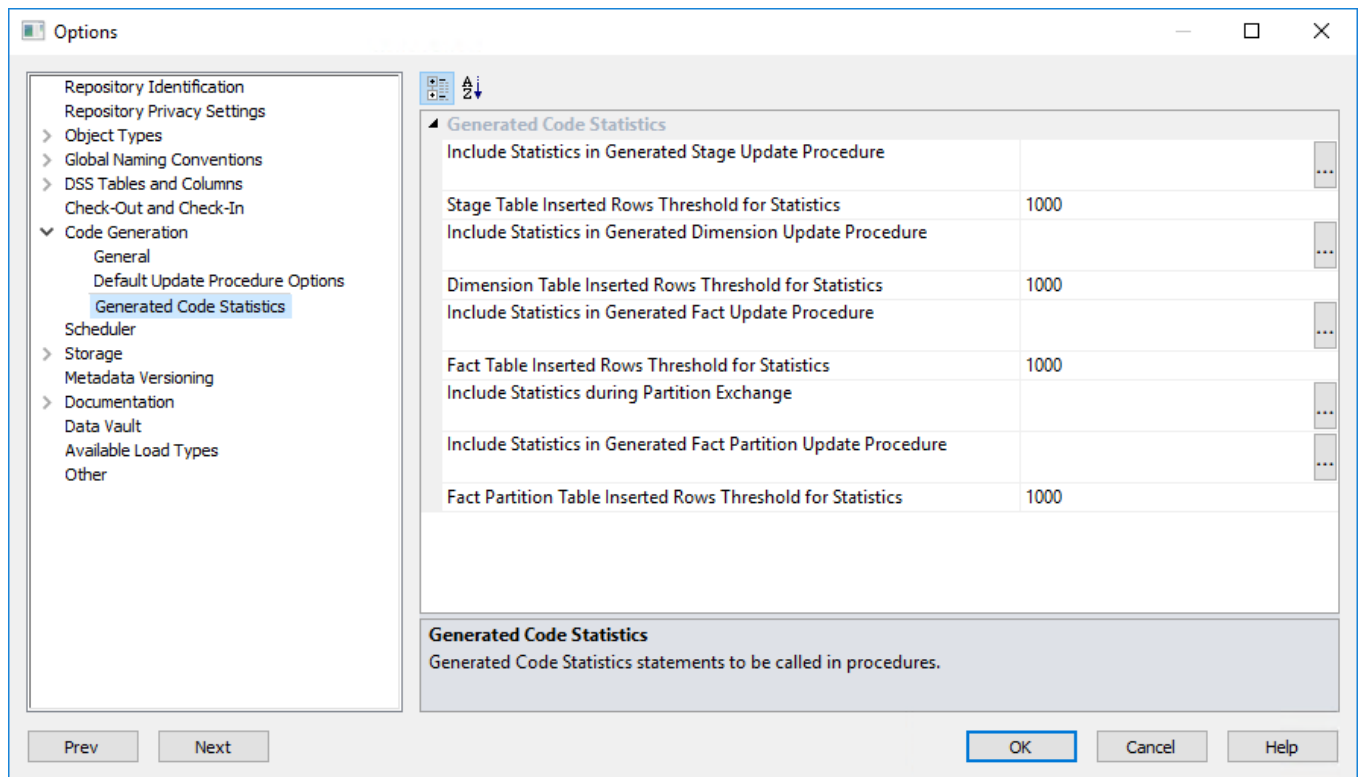 Options
Repository Identification
Repository Privacy Settings
Object Types
Global Naming Conventions
DSS Tables and Columns
Check-Out and Check-In
Code Generation
General
Default Update Procedure Options
Generated Code Statistics
Scheduler
Storage
Metadata Versioning
Documentation
Data Vault
Available Load Types
Other
A
Z
Generated Code Statistics
Include Statistics in Generated Stage Update Procedure
...
Stage Table Inserted Rows Threshold for Statistics 1000
Include Statistics in Generated Dimension Update Procedure
...
Dimension Table Inserted Rows Threshold for Statistics 1000
Include Statistics in Generated Fact Update Procedure
...
Fact Table Inserted Rows Threshold for Statistics 1000
Include Statistics during Partition Exchange
...
Include Statistics in Generated Fact Partition Update Procedure
...
Fact Partition Table Inserted Rows Threshold for Statistics 1000
Generated Code Statistics
Generated Code Statistics statements to be called in procedures.
Prev Next OK Cancel Help